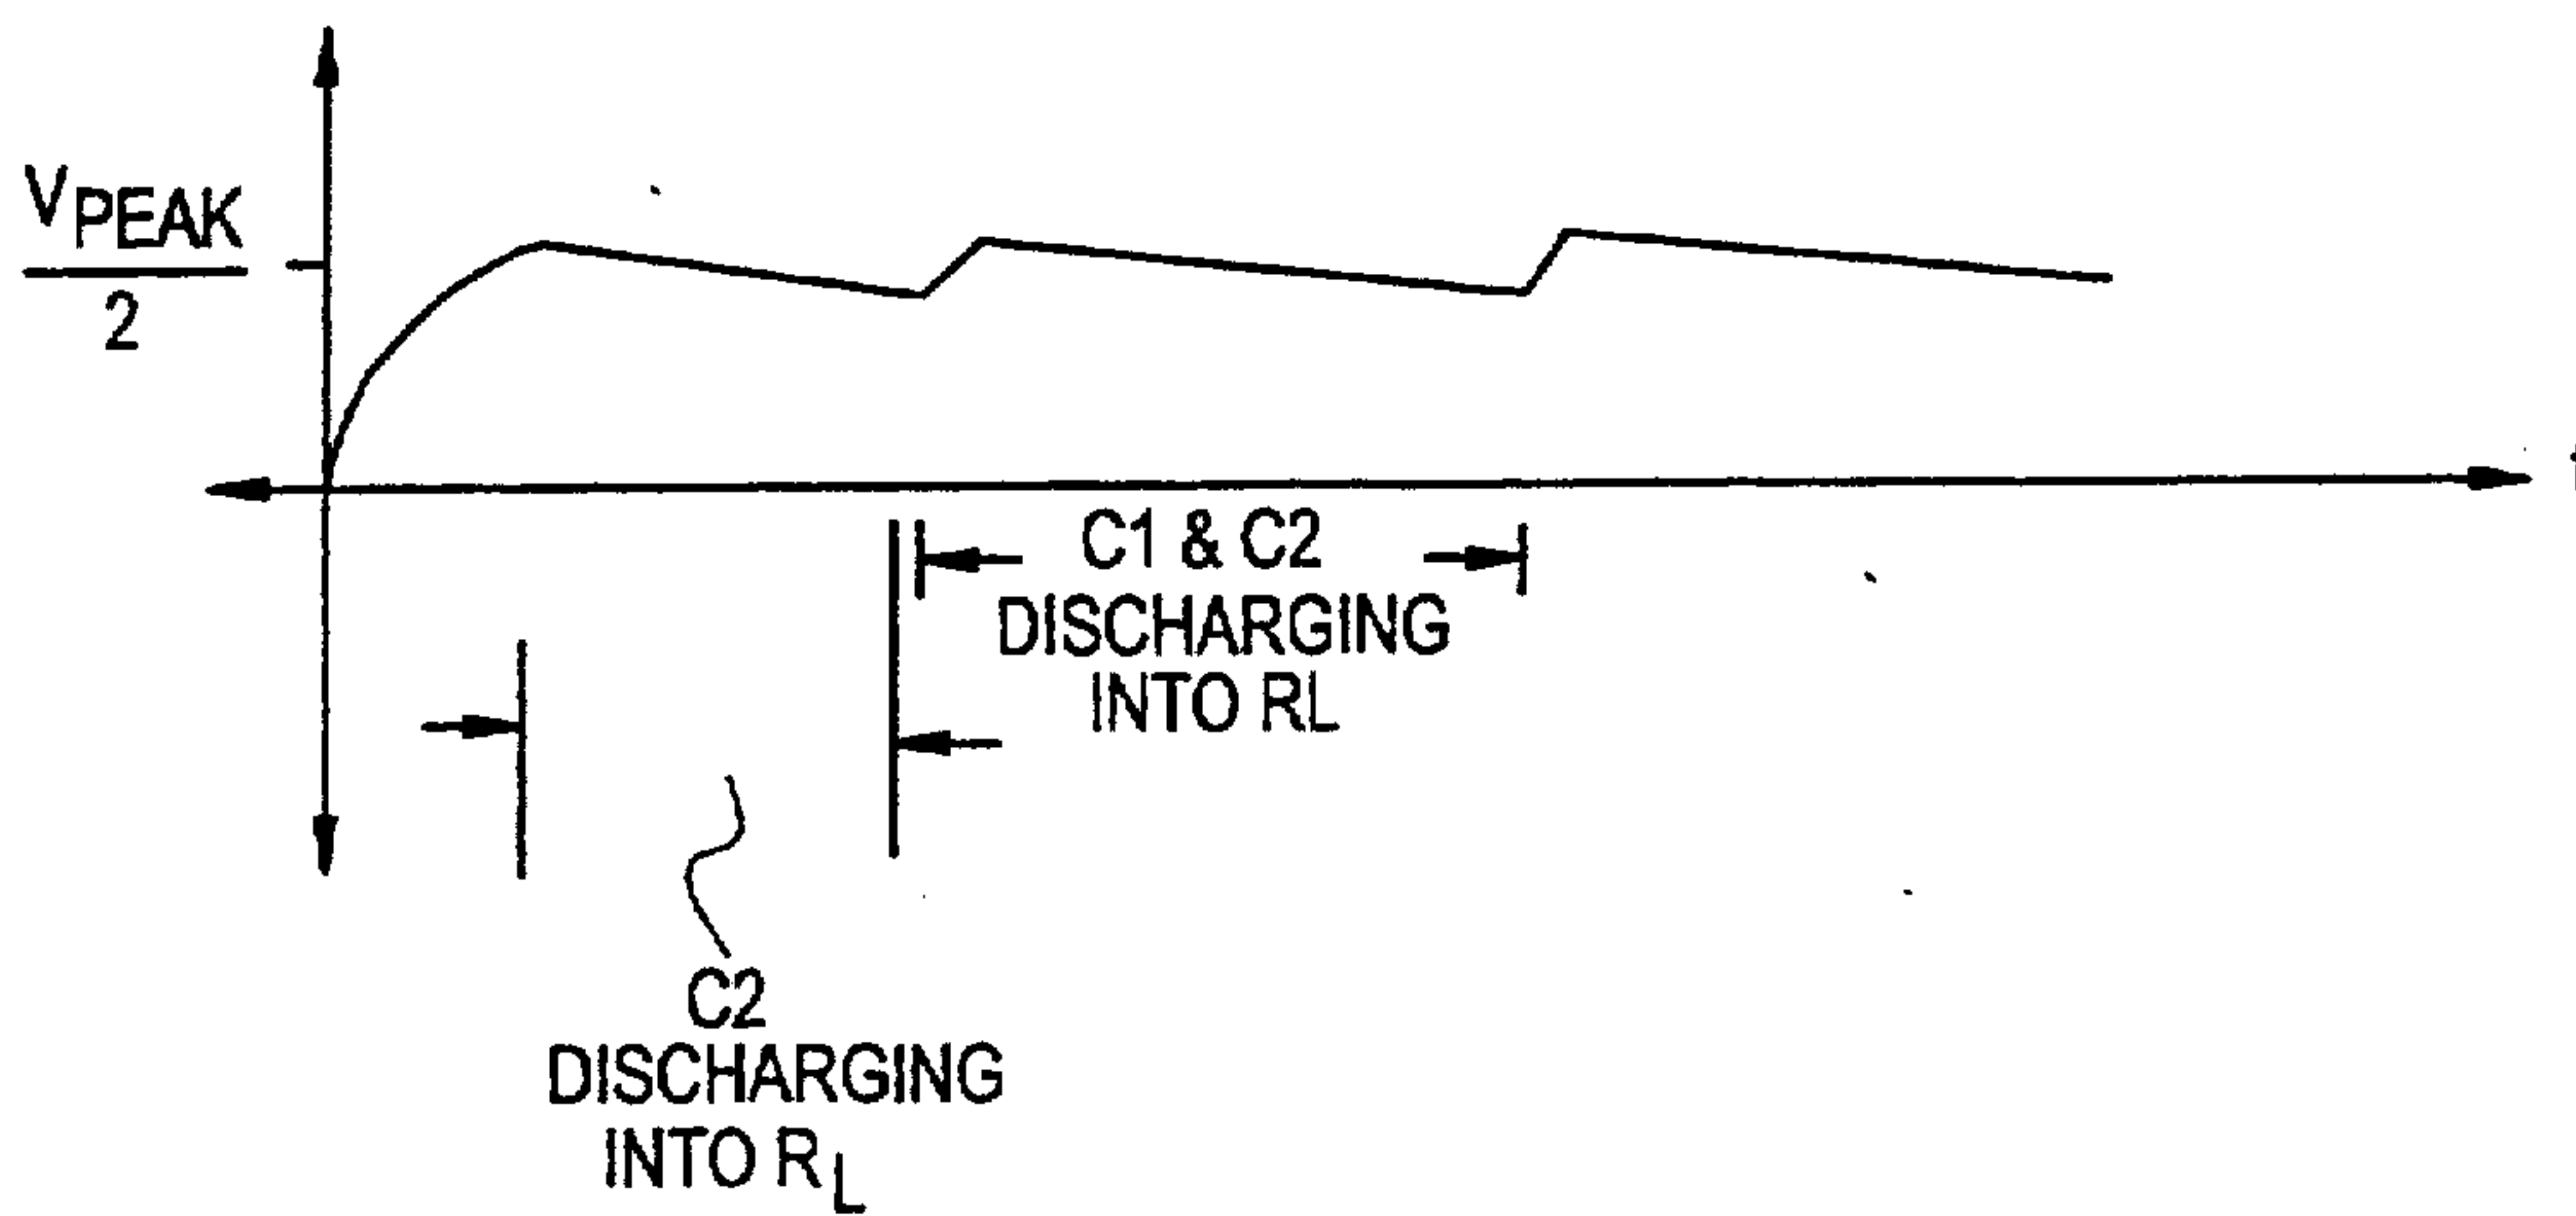 VPEAK
2
C1 & C2
DISCHARGING
INTO RL
C2
DISCHARGING
INTO RL